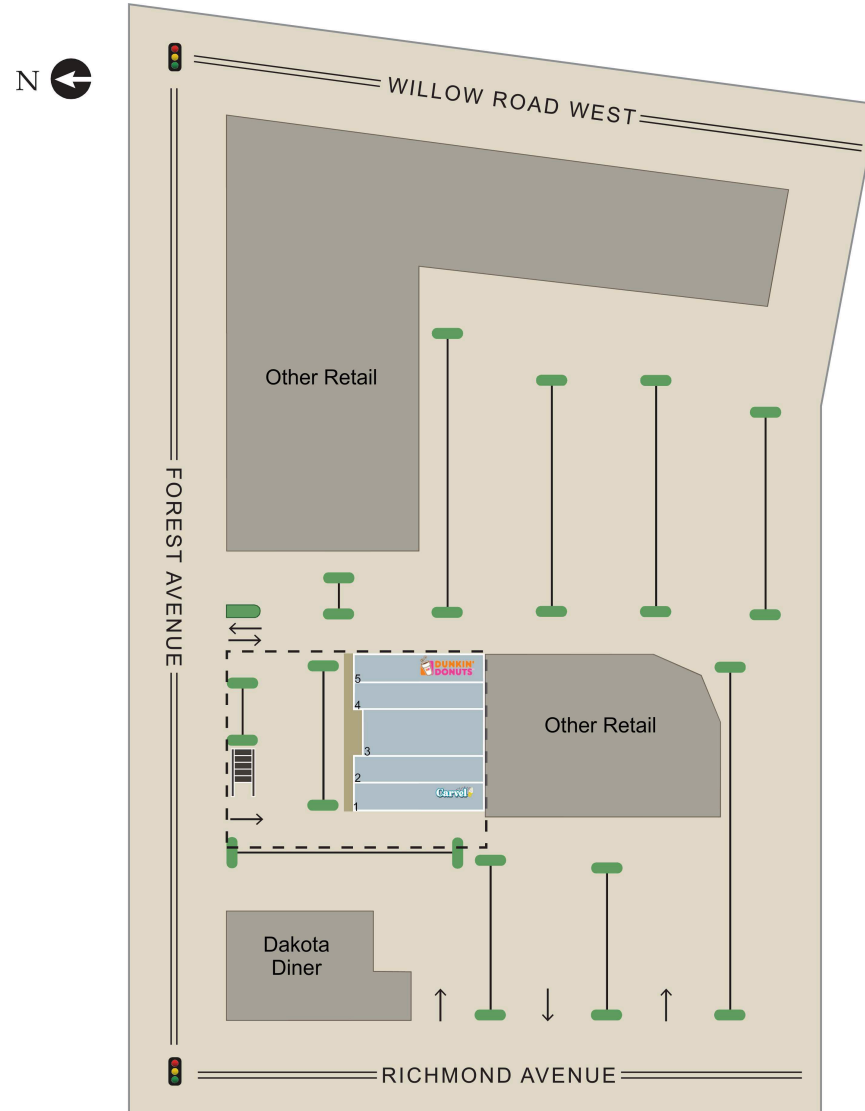 N
WILLOW ROAD WEST
Other Retail
FOREST AVENUE
DUNKIN'
DONUTS
5
4
3
2
1
Carvel
Other Retail
Dakota
Diner
RICHMOND AVENUE